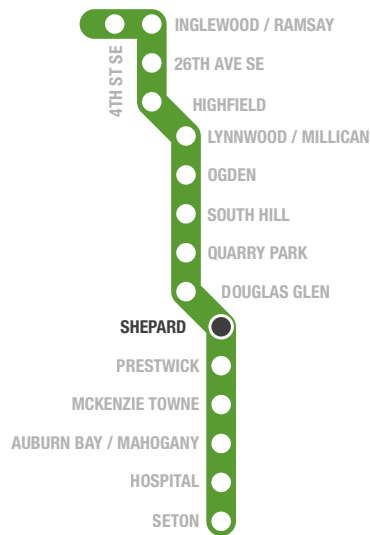 INGLEWOOD / RAMSAY
4TH ST SE
26TH AVE SE
HIGHFIELD
LYNNWOOD / MILLICAN
OGDEN
SOUTH HILL
QUARRY PARK
DOUGLAS GLEN
SHEPARD
PRESTWICK
MCKENZIE TOWNE
AUBURN BAY / MAHOGANY
HOSPITAL
SETON